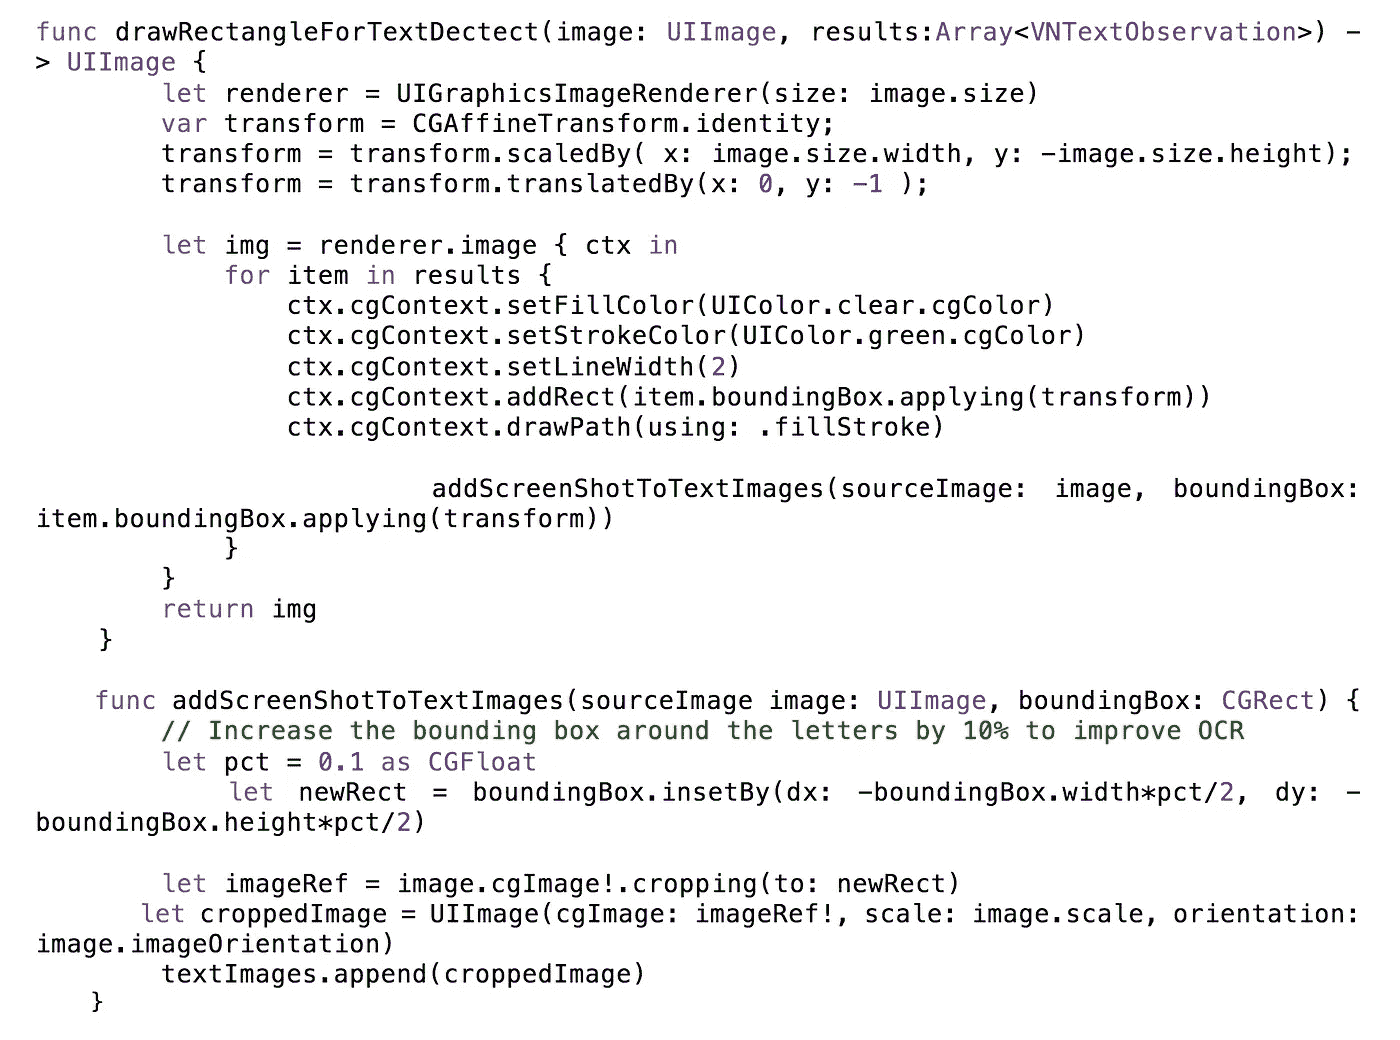 func drawRectangleForTextDectect(image: UIImage, results:Array<VNTextObservation>) -
> UIImage {
        let renderer = UIGraphicsImageRenderer(size: image.size)
        var transform = CGAffineTransform.identity;
        transform = transform.scaledBy( x: image.size.width, y: -image.size.height);
        transform = transform.translatedBy(x: 0, y: -1 );

        let img = renderer.image { ctx in
            for item in results {
                ctx.cgContext.setFillColor(UIColor.clear.cgColor)
                ctx.cgContext.setStrokeColor(UIColor.green.cgColor)
                ctx.cgContext.setLineWidth(2)
                ctx.cgContext.addRect(item.boundingBox.applying(transform))
                ctx.cgContext.drawPath(using: .fillStroke)

                addScreenShotToTextImages(sourceImage: image, boundingBox:
item.boundingBox.applying(transform))
            }
        }
        return img
    }

    func addScreenShotToTextImages(sourceImage image: UIImage, boundingBox: CGRect) {
        // Increase the bounding box around the letters by 10% to improve OCR
        let pct = 0.1 as CGFloat
        let newRect = boundingBox.insetBy(dx: -boundingBox.width*pct/2, dy: -
boundingBox.height*pct/2)

        let imageRef = image.cgImage!.cropping(to: newRect)
        let croppedImage = UIImage(cgImage: imageRef!, scale: image.scale, orientation:
image.imageOrientation)
        textImages.append(croppedImage)
    }